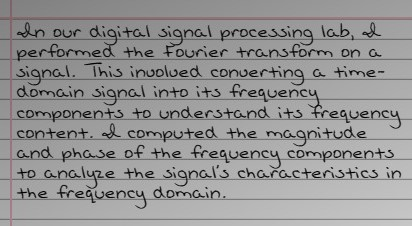 In our digital signal processing lab, I
performed the Fourier transform on a
signal. This involved converting a time-
domain signal into its frequency
components to understand its frequency
content. I computed the magnitude
and phase of the frequency components
to analyze the signal's characteristics in
the frequency domain.